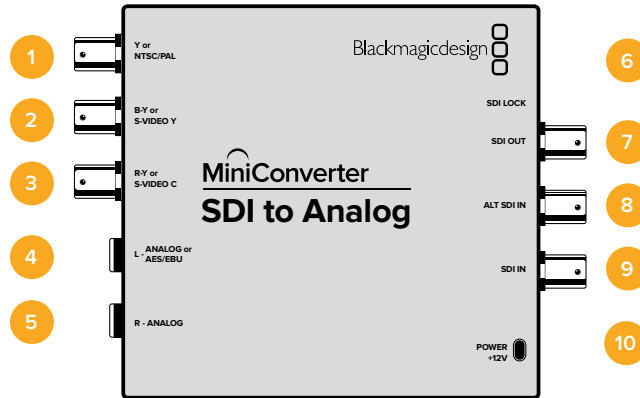 1
Y or
NTSC/PAL
Blackmagicdesign
6
2
B-Y or
S-VIDEO Y
SDI LOCK
SDI OUT
7
3
R-Y or
S-VIDEO C
MiniConverter
SDI to Analog
ALT SDI IN
8
4
L - ANALOG or
AES/EBU
SDI IN
9
5
R - ANALOG
POWER
+12V
10